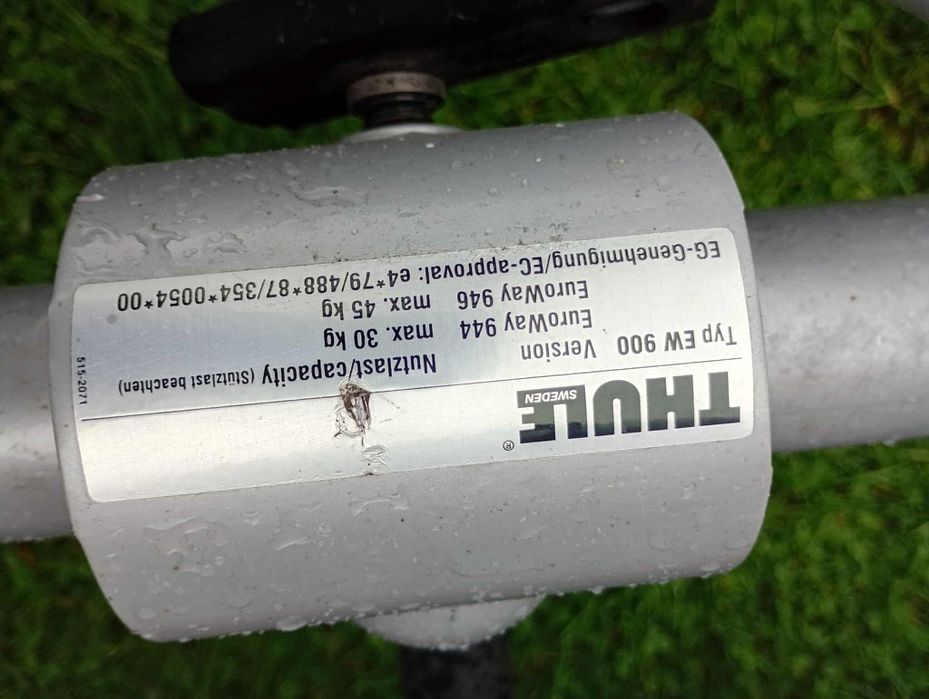 THULE®
SWEDEN
Nutzlast/capacity (Stützlast beachten)
Typ EW 900 Version EuroWay 944 max. 30 kg
EuroWay 946 max. 45 kg
EG-Genehmigung/EC-approval: e4*79/488*87/354*0054*00
515-2071